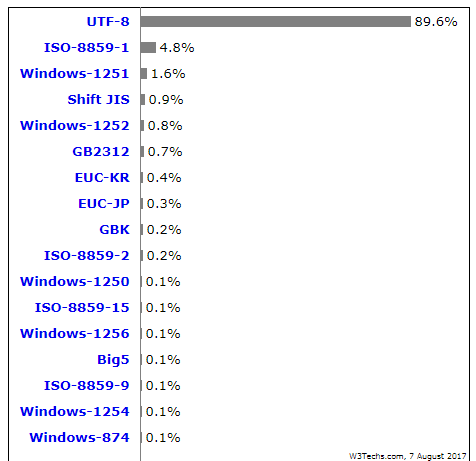 UTF-8 89.6%
ISO-8859-1 4.8%
Windows-1251 1.6%
Shift JIS 0.9%
Windows-1252 0.8%
GB2312 0.7%
EUC-KR 0.4%
EUC-JP 0.3%
GBK 0.2%
ISO-8859-2 0.2%
Windows-1250 0.1%
ISO-8859-15 0.1%
Windows-1256 0.1%
Big5 0.1%
ISO-8859-9 0.1%
Windows-1254 0.1%
Windows-874 0.1%
W3Techs.com, 7 August 2017